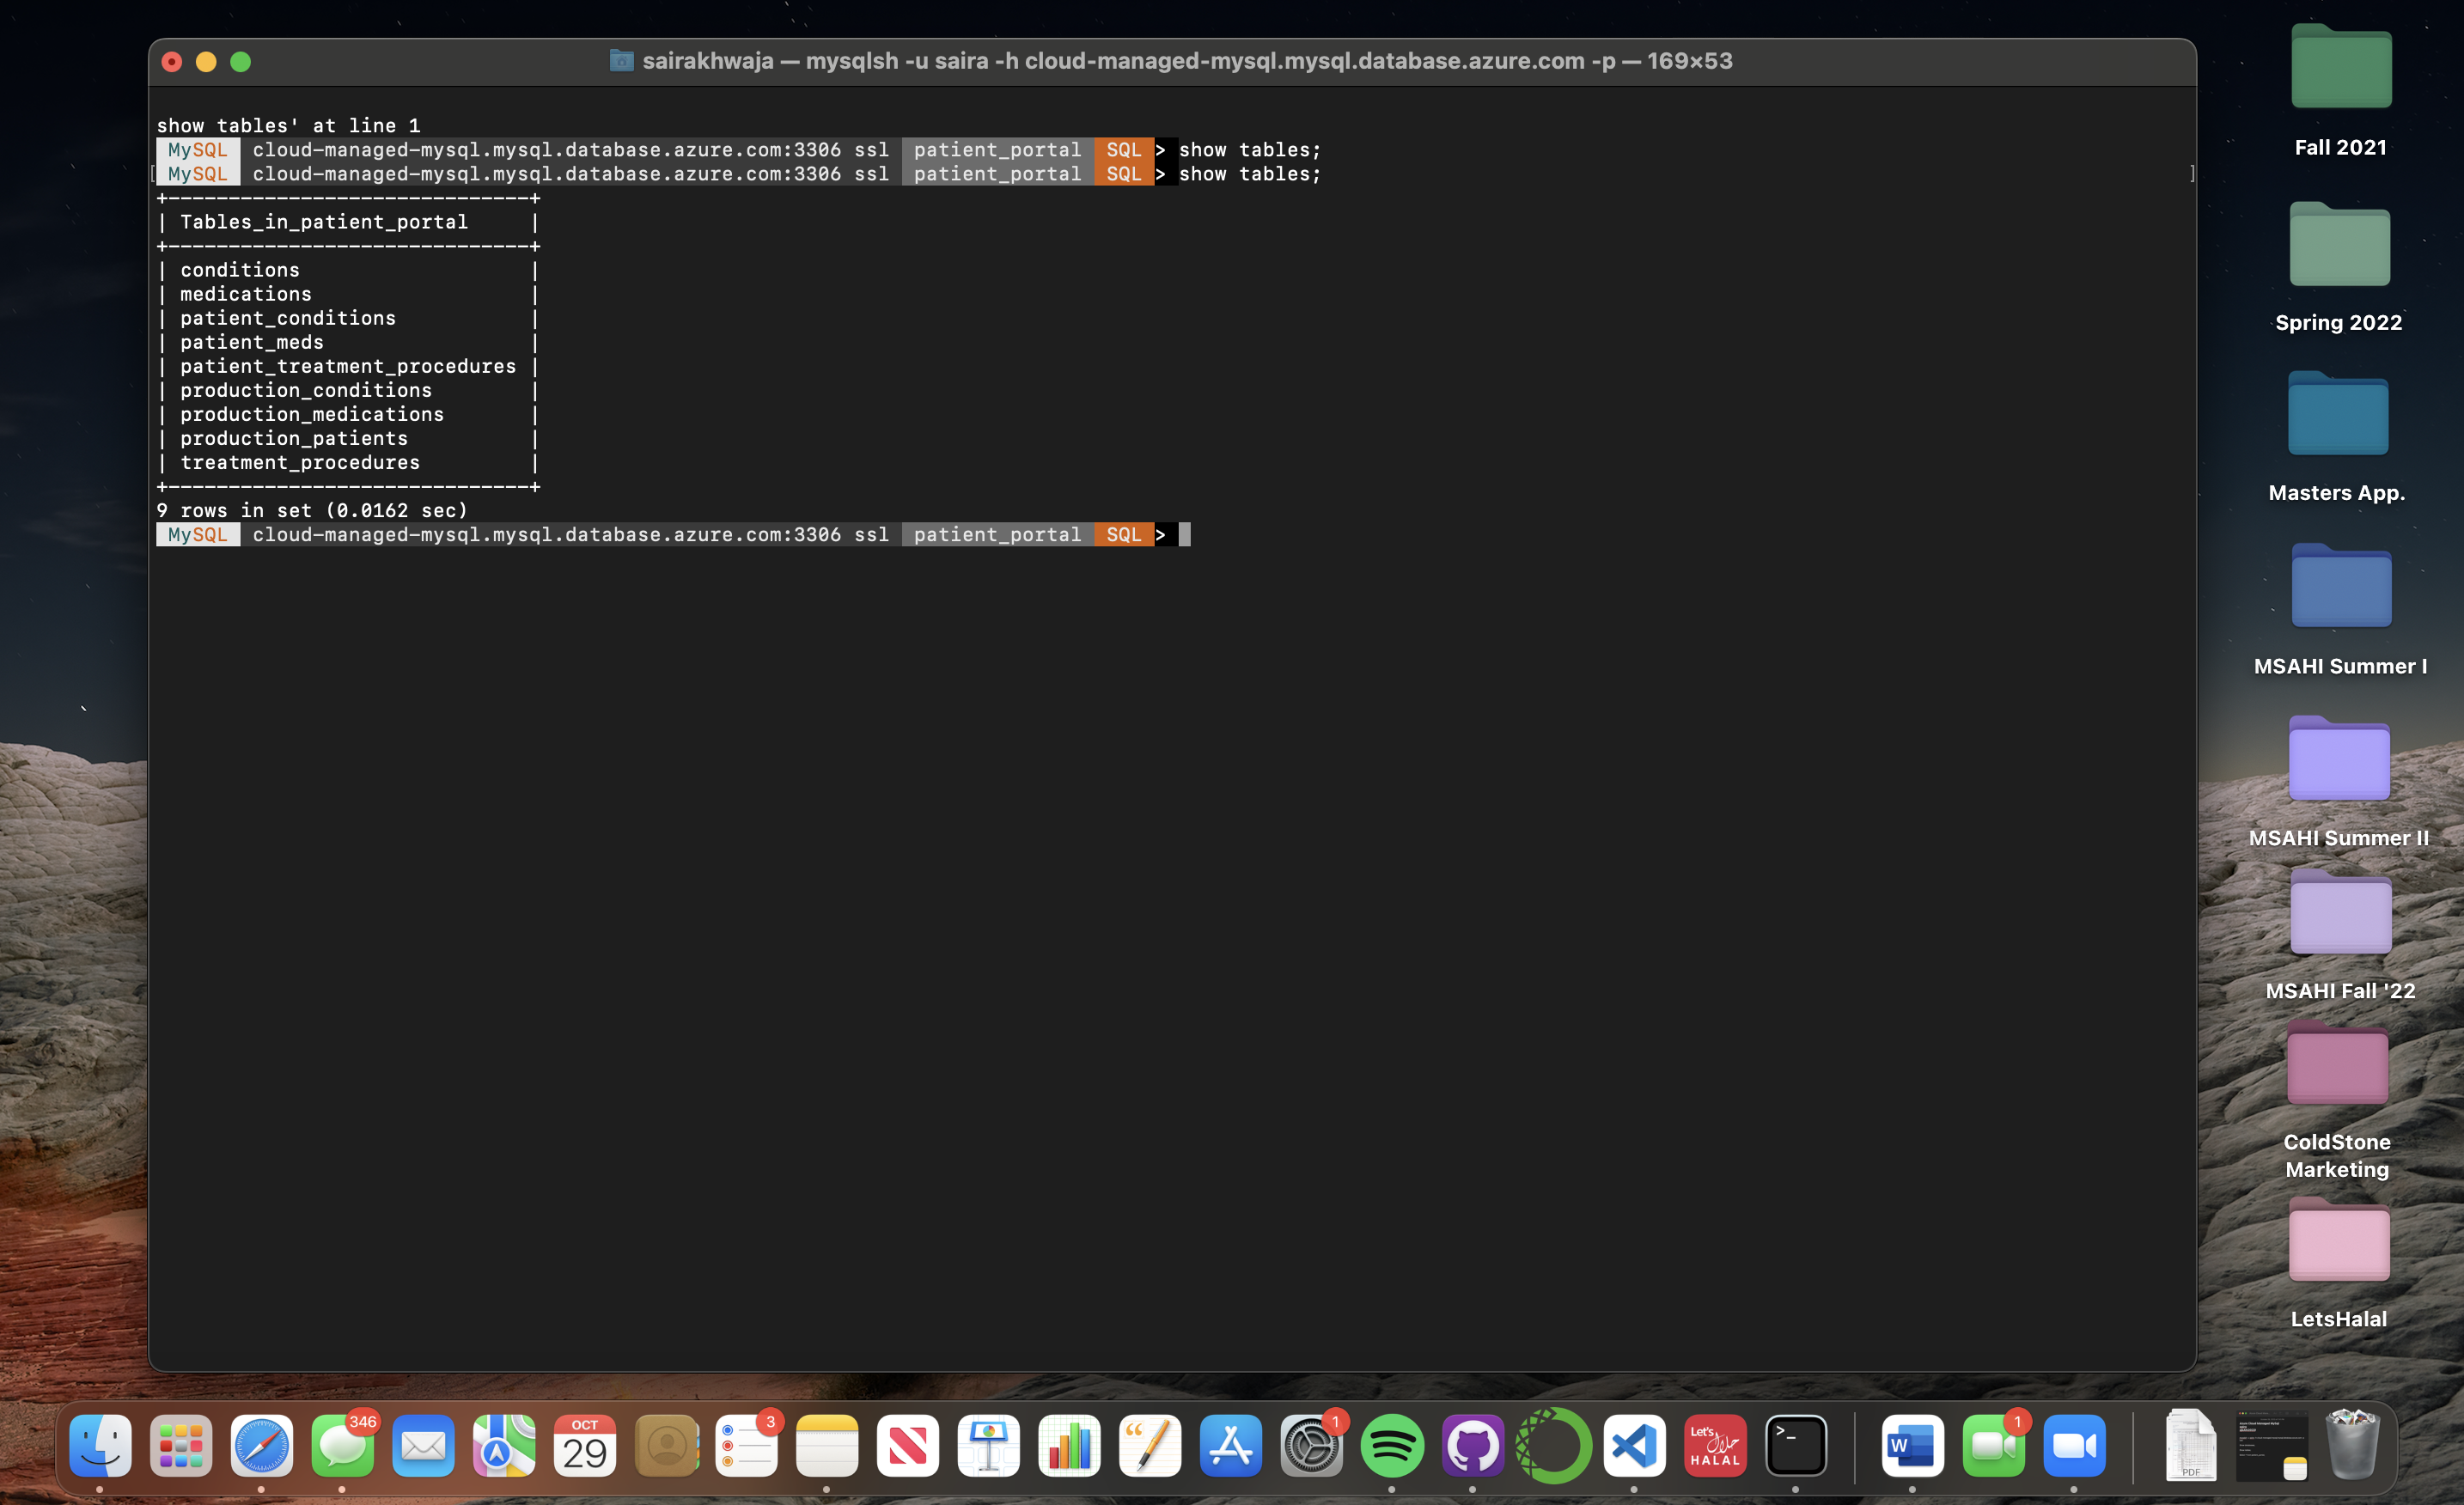 sairakhwaja — mysqlsh -u saira -h cloud-managed-mysql.mysql.database.azure.com -p — 169×53
show tables' at line 1
MySQL cloud-managed-mysql.mysql.database.azure.com:3306 ssl patient_portal SQL > show tables;
[MySQL cloud-managed-mysql.mysql.database.azure.com:3306 ssl patient_portal SQL > show tables; ]
+------------------------------+
| Tables_in_patient_portal |
+------------------------------+
| conditions |
| medications |
| patient_conditions |
| patient_meds |
| patient_treatment_procedures |
| production_conditions |
| production_medications |
| production_patients |
| treatment_procedures |
+------------------------------+
9 rows in set (0.0162 sec)
MySQL cloud-managed-mysql.mysql.database.azure.com:3306 ssl patient_portal SQL >
Fall 2021
Spring 2022
Masters App.
MSAHI Summer I
MSAHI Summer II
MSAHI Fall '22
ColdStone
Marketing
LetsHalal
346
OCT
29
3
1
Let's
حلال
HALAL
>_
W
1
PDF